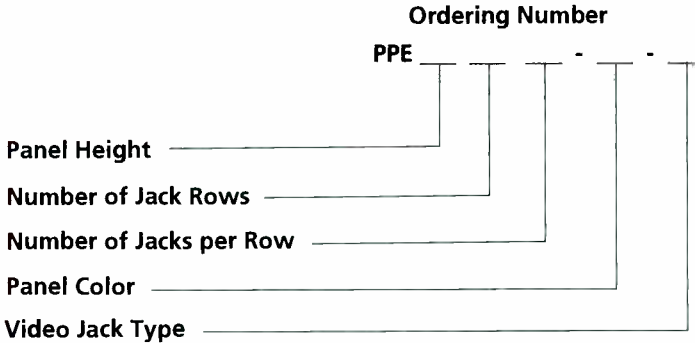 Ordering Number
PPE __ __ __ - __ - __
Panel Height
Number of Jack Rows
Number of Jacks per Row
Panel Color
Video Jack Type